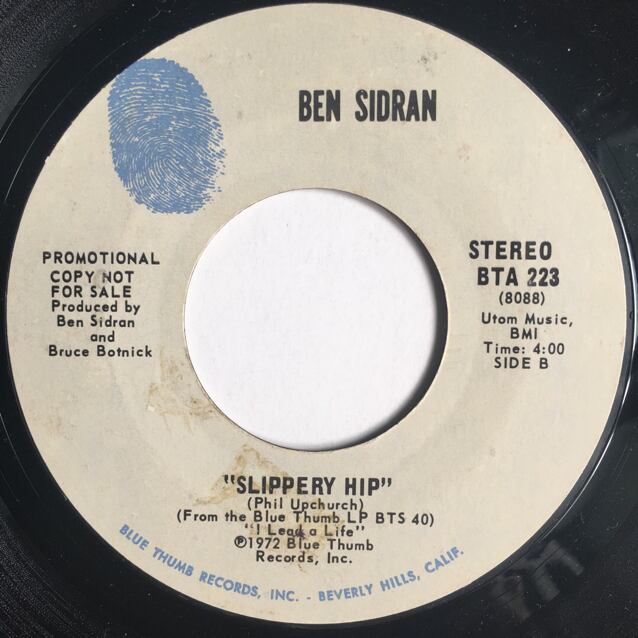 BEN SIDRAN
PROMOTIONAL
COPY NOT
FOR SALE
Produced by
Ben Sidran
and
Bruce Botnick
STEREO
BTA 223
(8088)
Utom Music,
BMI
Time: 4:00
SIDE B
"SLIPPERY HIP"
(Phil Upchurch)
(From the Blue Thumb LP BTS 40)
"I Lead a Life"
℗1972 Blue Thumb
Records, Inc.
BLUE THUMB RECORDS, INC. - BEVERLY HILLS, CALIF.